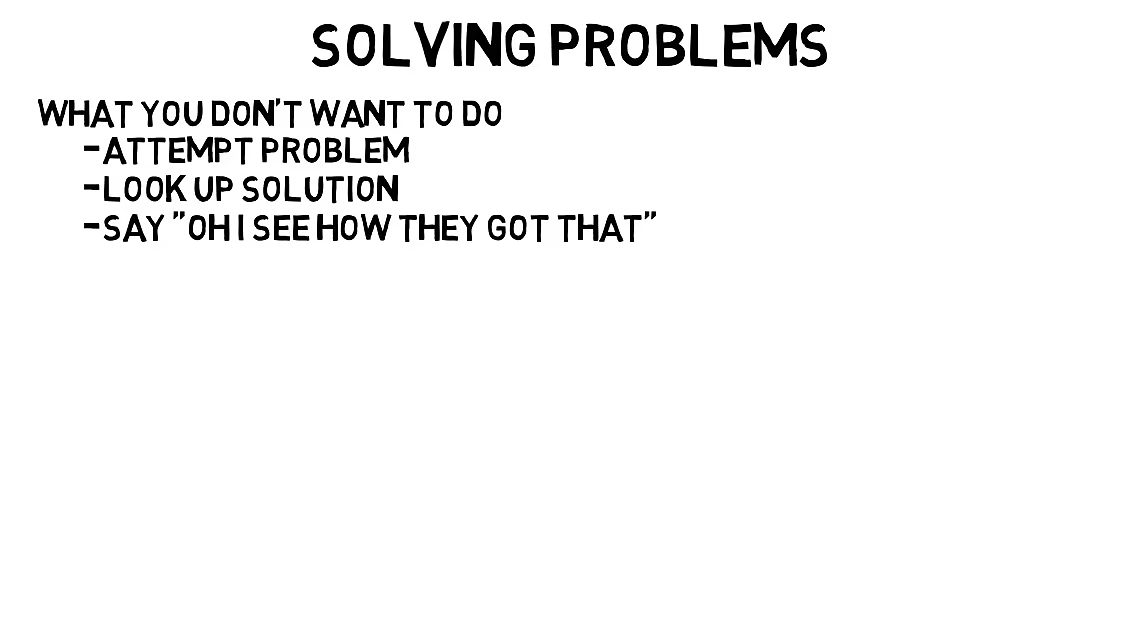 SOLVING PROBLEMS
WHAT YOU DON'T WANT TO DO
-ATTEMPT PROBLEM
-LOOK UP SOLUTION
-SAY "OH I SEE HOW THEY GOT THAT"